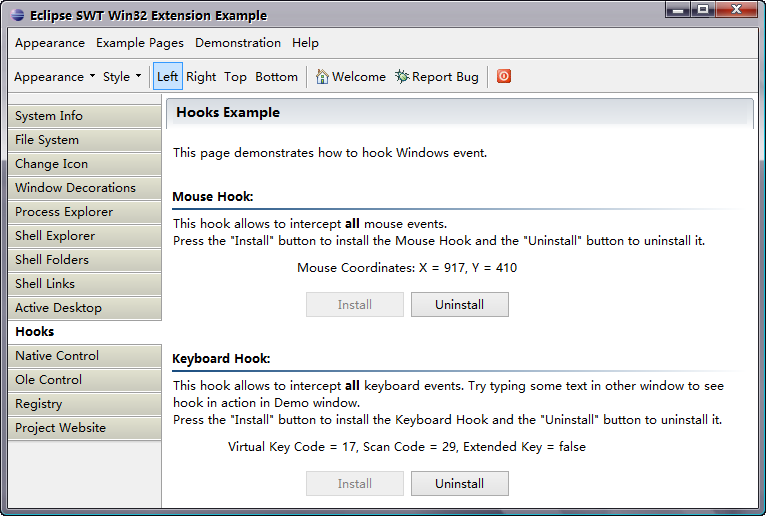 Eclipse SWT Win32 Extension Example
Appearance Example Pages Demonstration Help
Appearance Style Left Right Top Bottom Welcome Report Bug
System Info
File System
Change Icon
Window Decorations
Process Explorer
Shell Explorer
Shell Folders
Shell Links
Active Desktop
Hooks
Native Control
Ole Control
Registry
Project Website
Hooks Example
This page demonstrates how to hook Windows event.
Mouse Hook:
This hook allows to intercept all mouse events.
Press the "Install" button to install the Mouse Hook and the "Uninstall" button to uninstall it.
Mouse Coordinates: X = 917, Y = 410
Install Uninstall
Keyboard Hook:
This hook allows to intercept all keyboard events. Try typing some text in other window to see
hook in action in Demo window.
Press the "Install" button to install the Keyboard Hook and the "Uninstall" button to uninstall it.
Virtual Key Code = 17, Scan Code = 29, Extended Key = false
Install Uninstall